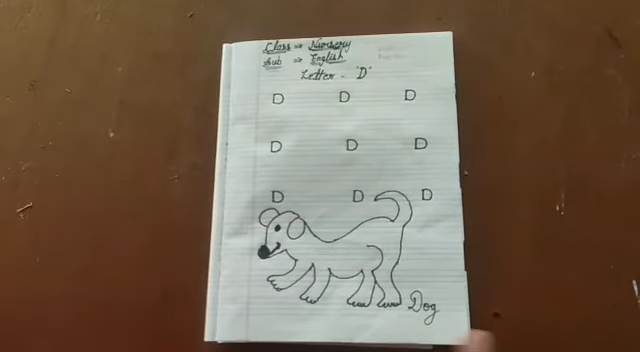 Class => Nursery
Sub => English
Letter - 'D'
D D D
D D D
D D D
Dog